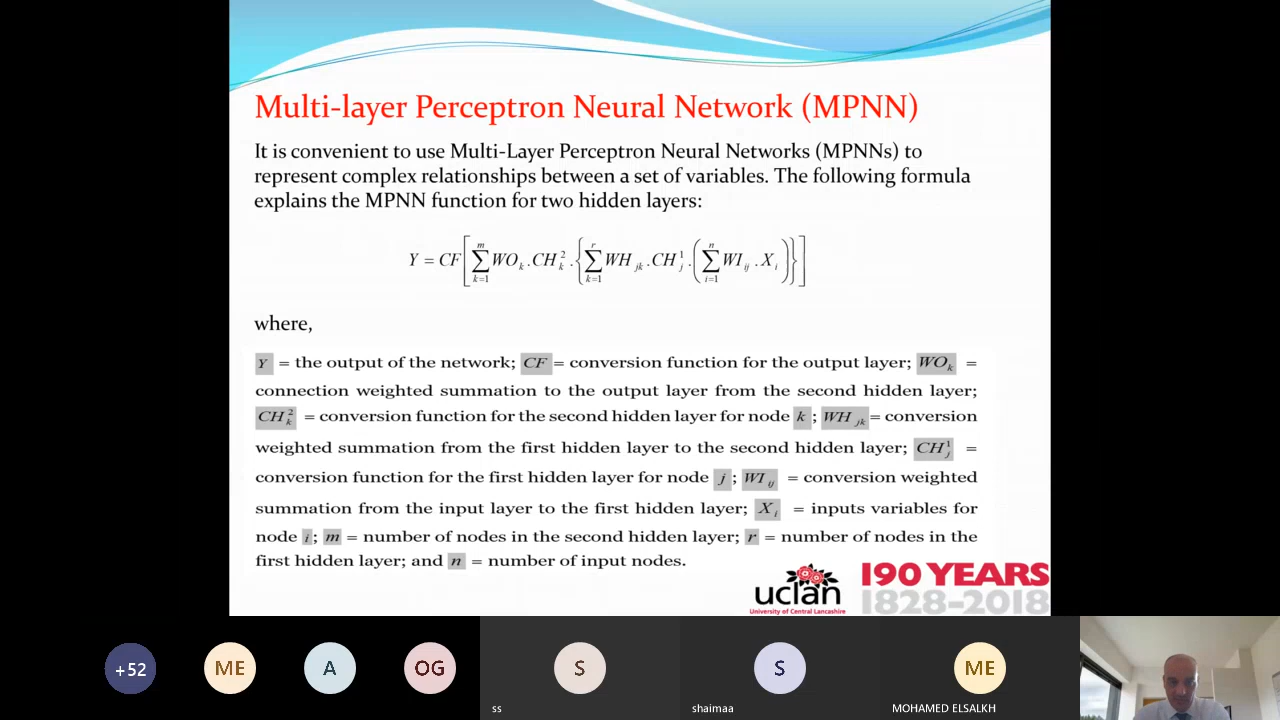 Multi-layer Perceptron Neural Network (MPNN)
It is convenient to use Multi-Layer Perceptron Neural Networks (MPNNs) to
represent complex relationships between a set of variables. The following formula
explains the MPNN function for two hidden layers:
Y = CF[∑_{k=1}^{m} WO_k . CH_k^2 . {∑_{k=1}^{r} WH_{jk} . CH_j^1 . (∑_{i=1}^{n} WI_{ij} . X_i)}]
where,
Y = the output of the network; CF = conversion function for the output layer; WO_k =
connection weighted summation to the output layer from the second hidden layer;
CH_k^2 = conversion function for the second hidden layer for node k ; WH_{jk} = conversion
weighted summation from the first hidden layer to the second hidden layer; CH_j^1 =
conversion function for the first hidden layer for node j ; WI_{ij} = conversion weighted
summation from the input layer to the first hidden layer; X_i = inputs variables for
node i ; m = number of nodes in the second hidden layer; r = number of nodes in the
first hidden layer; and n = number of input nodes.
uclan
University of Central Lancashire
190 YEARS
1828-2018
+52
ME
A
OG
S
S
ME
ss
shaimaa
MOHAMED ELSALKH